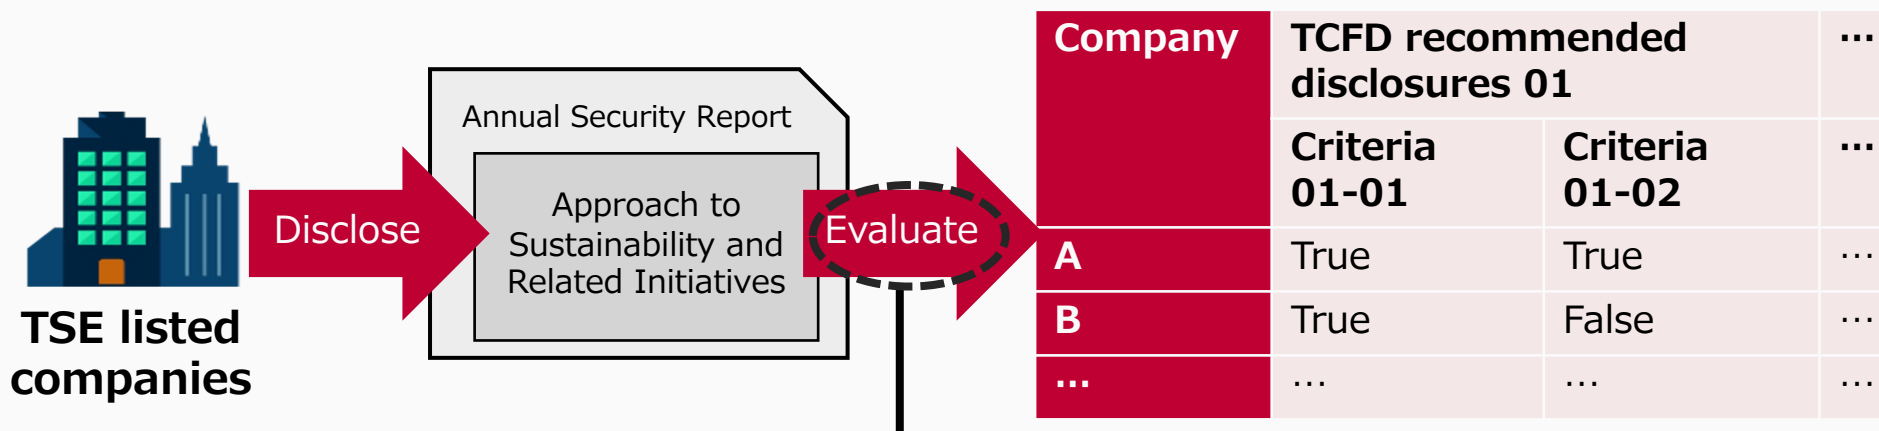 TSE listed
companies
Disclose
Annual Security Report
Approach to
Sustainability and
Related Initiatives
Evaluate
Company TCFD recommended disclosures 01 …
Criteria 01-01 Criteria 01-02 …
A True True …
B True False …
… … … …